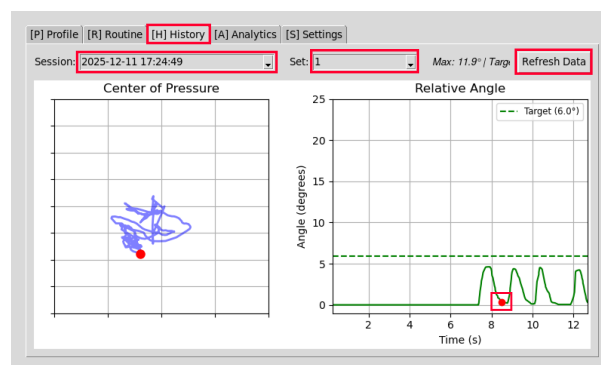 [P] Profile [R] Routine [H] History [A] Analytics [S] Settings
Session: 2025-12-11 17:24:49 Set: 1 Max: 11.9° | Refresh Data
Center of Pressure
Relative Angle
25
Target (6.0°)
20
15
10
5
0
Angle (degrees)
2 4 6 8 10 12
Time (s)